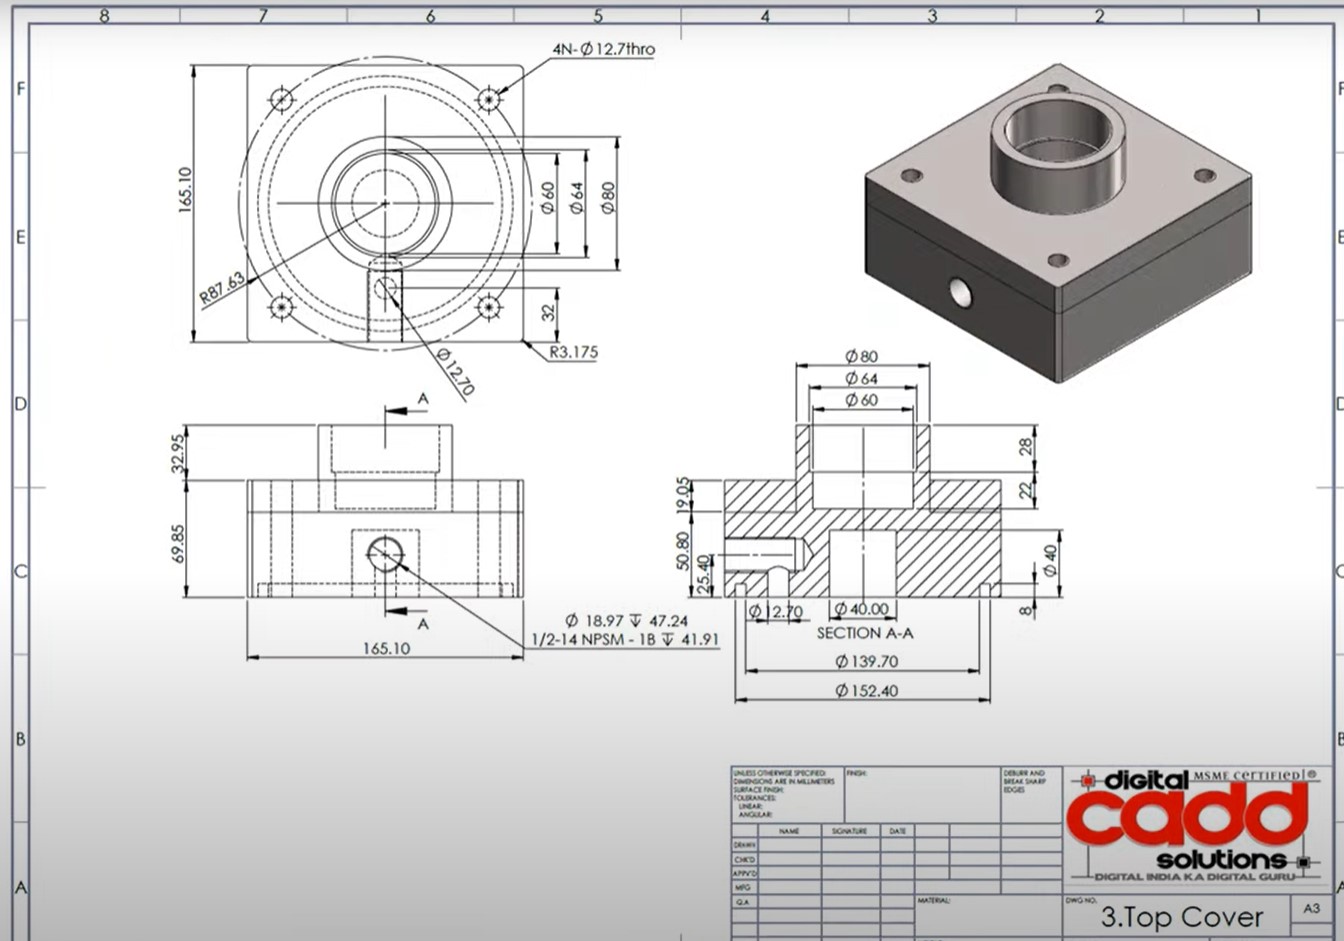 8 7 6 5 4 3 2 1
F
E
D
C
B
A
F
E
D
C
B
A
4N-Ø12.7thro
165.10
Ø60
Ø64
Ø80
32
R87.63
R3.175
Ø12.70
A
32.95
69.85
A
165.10
Ø 18.97 ↧ 47.24
1/2-14 NPSM - 1B ↧ 41.91
Ø80
Ø64
Ø60
28
22
19.05
50.80
25.40
Ø40
8
Ø12.70
Ø40.00
SECTION A-A
Ø139.70
Ø152.40
UNLESS OTHERWISE SPECIFIED:
DIMENSIONS ARE IN MILLIMETERS
SURFACE FINISH:
TOLERANCES:
LINEAR:
ANGULAR:
FINISH:
DEBURR AND
BREAK SHARP
EDGES
NAME SIGNATURE DATE
DRAWN
CHK'D
APPV'D
MFG
Q.A
MATERIAL:
digital MSME CERTIFIED ®
cadd
solutions
DIGITAL INDIA KA DIGITAL GURU
DWG NO.
3.Top Cover
A3